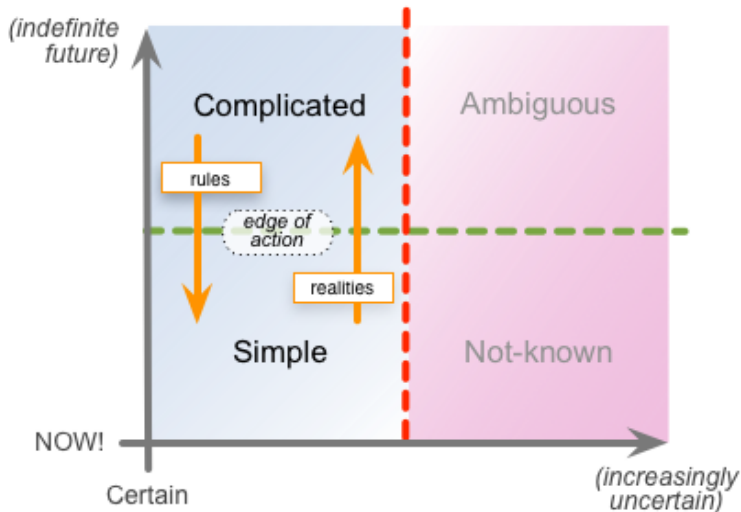 (indefinite
future)
Complicated
Ambiguous
rules
edge of
action
realities
Simple
Not-known
NOW!
Certain
(increasingly
uncertain)